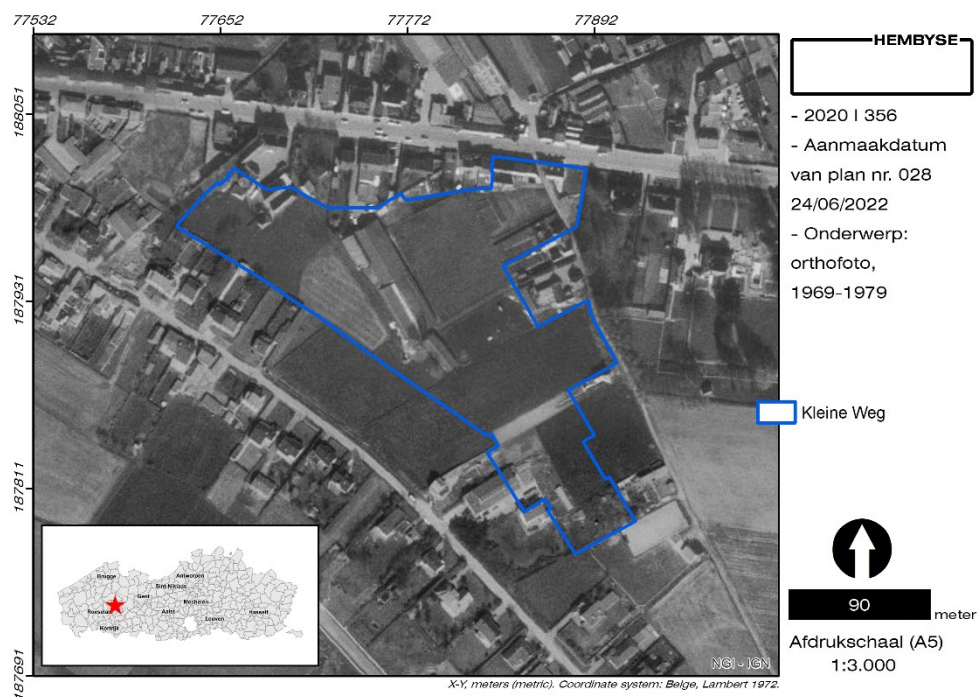 77532 77652 77772 77892
188051
187931
187811
187691
HEMBYSE
- 2020 I 356
- Aanmaakdatum
van plan nr. 028
24/06/2022
- Onderwerp:
orthofoto,
1969-1979
Kleine Weg
90 meter
Afdrukschaal (A5)
1:3.000
Brugge
Antwerpen
Sint-Niklaas
Gent
Mechelen
Roeselare
Aalst
Hasselt
Leuven
Kortrijk
NGI - IGN
X-Y, meters (metric). Coordinate system: Belge, Lambert 1972.